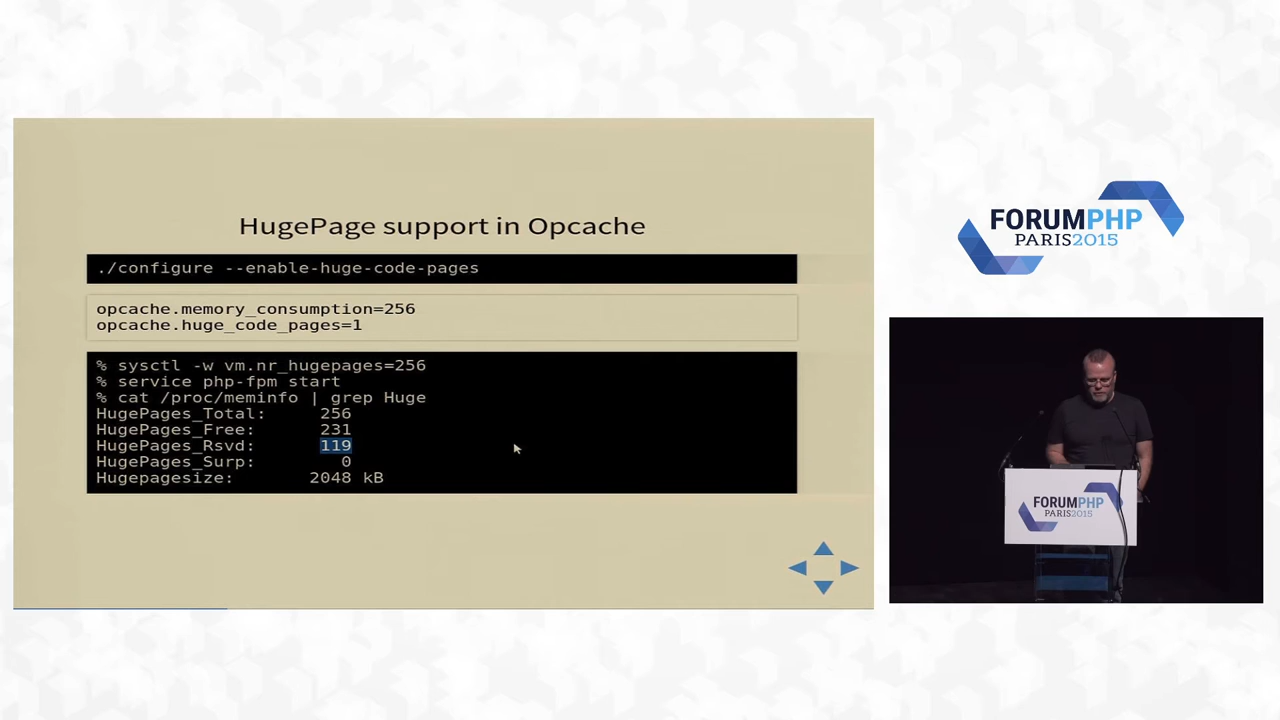 HugePage support in Opcache
./configure --enable-huge-code-pages
opcache.memory_consumption=256
opcache.huge_code_pages=1
% sysctl -w vm.nr_hugepages=256
% service php-fpm start
% cat /proc/meminfo | grep Huge
HugePages_Total: 256
HugePages_Free: 231
HugePages_Rsvd: 119
HugePages_Surp: 0
Hugepagesize: 2048 kB
FORUMPHP
PARIS2015
FORUMPHP
PARIS2015